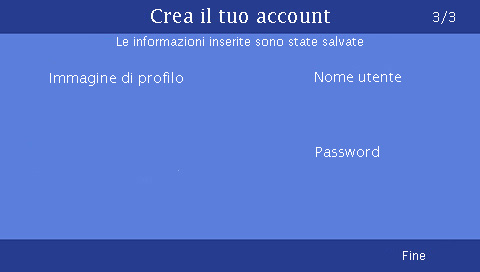 Crea il tuo account
3/3
Le informazioni inserite sono state salvate
Immagine di profilo
Nome utente
Password
Fine